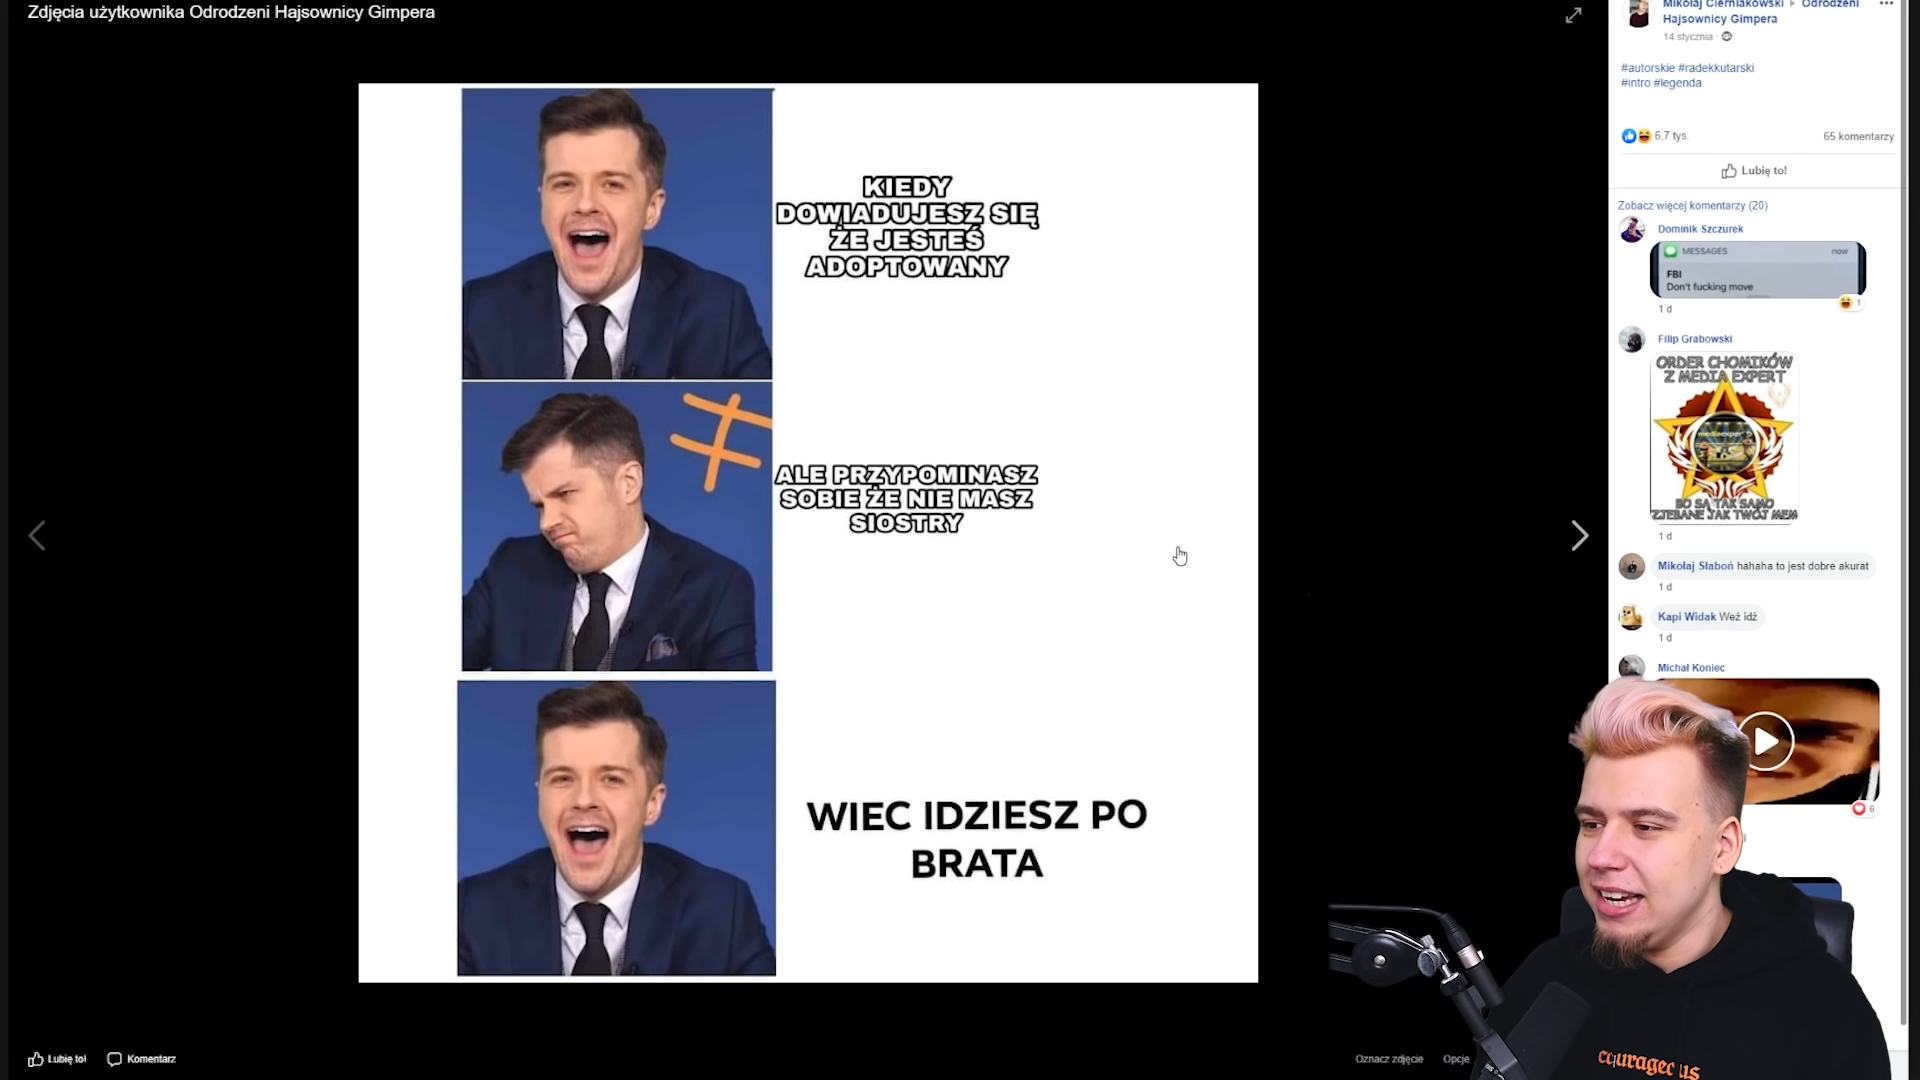 Zdjęcia użytkownika Odrodzeni Hajsownicy Gimpera
KIEDY
DOWIADUJESZ SIĘ
ŻE JESTEŚ
ADOPTOWANY
ALE PRZYPOMINASZ
SOBIE ŻE NIE MASZ
SIOSTRY
WIEC IDZIESZ PO
BRATA
Lubię to!
Komentarz
Oznacz zdjęcie
Opcje
Mikołaj Cierniakowski
Odrodzeni
Hajsownicy Gimpera
14 stycznia
#autorskie #radekkutarski
#intro #legenda
6,7 tys.
65 komentarzy
Lubię to!
Zobacz więcej komentarzy (20)
Dominik Szczurek
MESSAGES
now
FBI
Don't fucking move
1
1 d
Filip Grabowski
ORDER CHOMIKÓW
Z MEDIA EXPERT
BO SĄ TAK SAMO
ZJEBANE JAK TWÓJ MEM
1 d
Mikołaj Słaboń hahaha to jest dobre akurat
1 d
Kapi Widak Weź idź
1 d
Michał Koniec
6